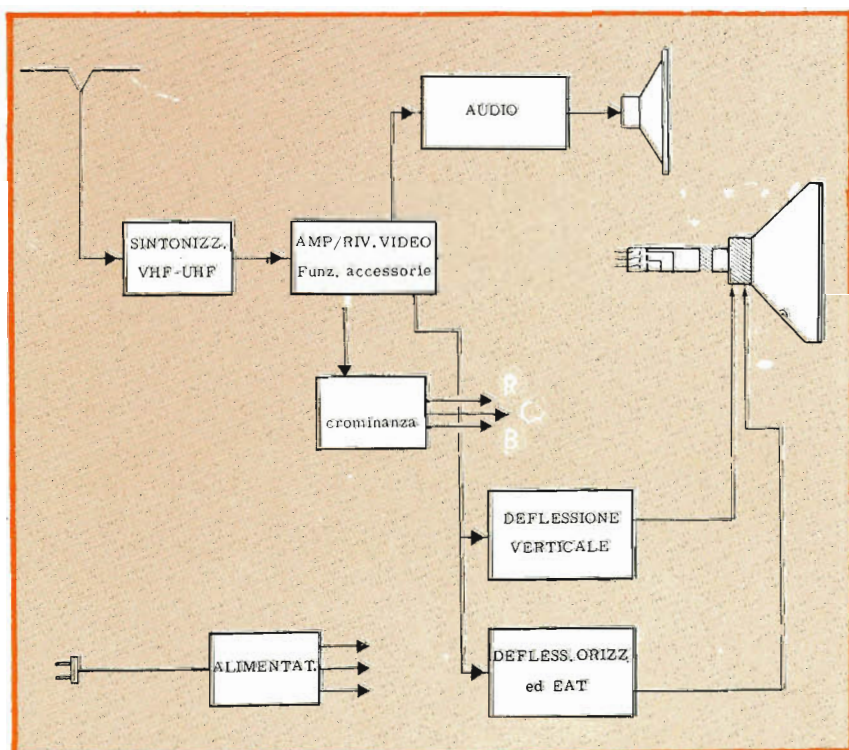 AUDIO
SINTONIZZ.
VHF-UHF
AMP/RIV. VIDEO
Funz. accessorie
crominanza
R
G
B
DEFLESSIONE
VERTICALE
ALIMENTAT.
DEFLESS. ORIZZ.
ed EAT